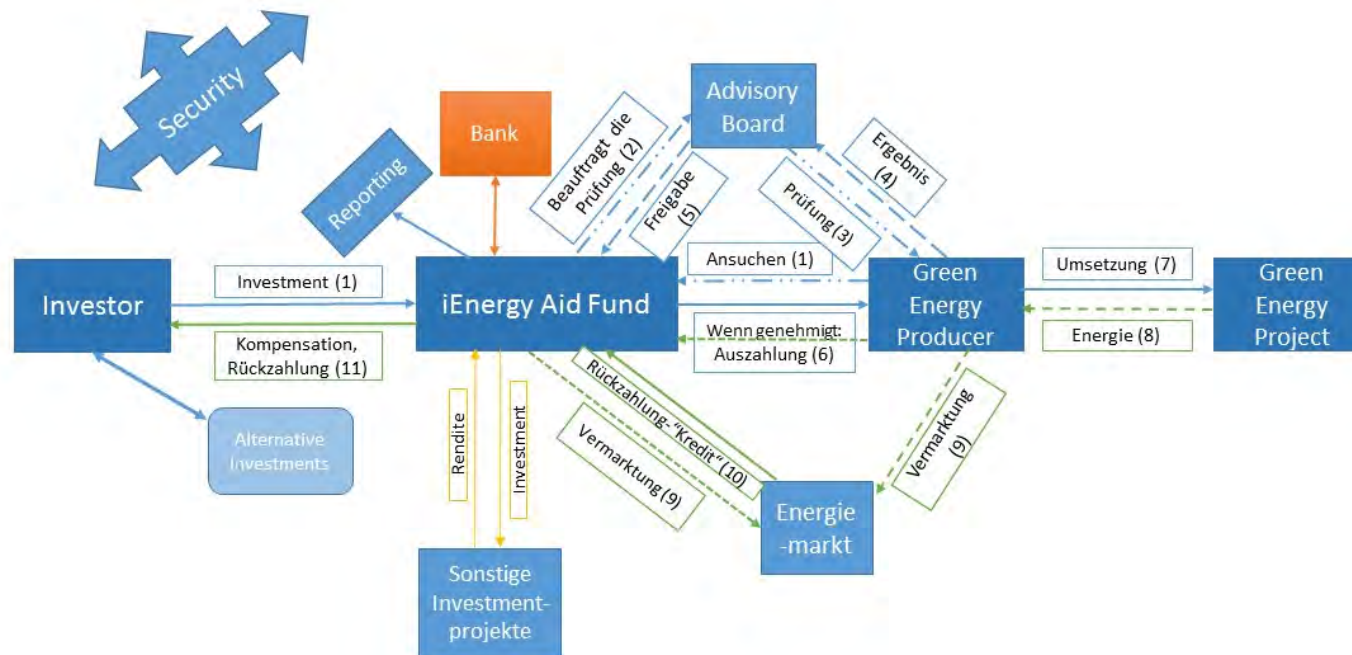 Security
Bank
Reporting
Advisory
Board
Beauftragt die
Prüfung (2)
Freigabe
(5)
Prüfung (3)
Ergebnis
(4)
Investor
Investment (1)
Kompensation,
Rückzahlung (11)
iEnergy Aid Fund
Ansuchen (1)
Wenn genehmigt:
Auszahlung (6)
Green
Energy
Producer
Umsetzung (7)
Energie (8)
Green
Energy
Project
Alternative
Investments
Rendite
Investment
Rückzahlung- “Kredit“ (10)
Vermarktung (9)
Vermarktung
(9)
Energie
-markt
Sonstige
Investment-
projekte